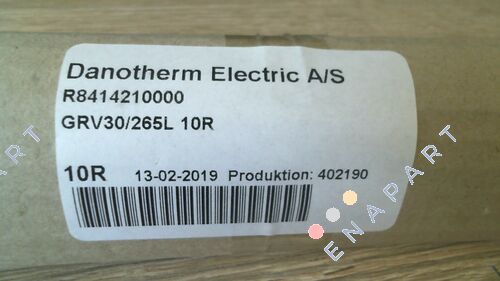 Danotherm Electric A/S
R8414210000
GRV30/265L 10R
10R 13-02-2019 Produktion: 402190
ENAPART